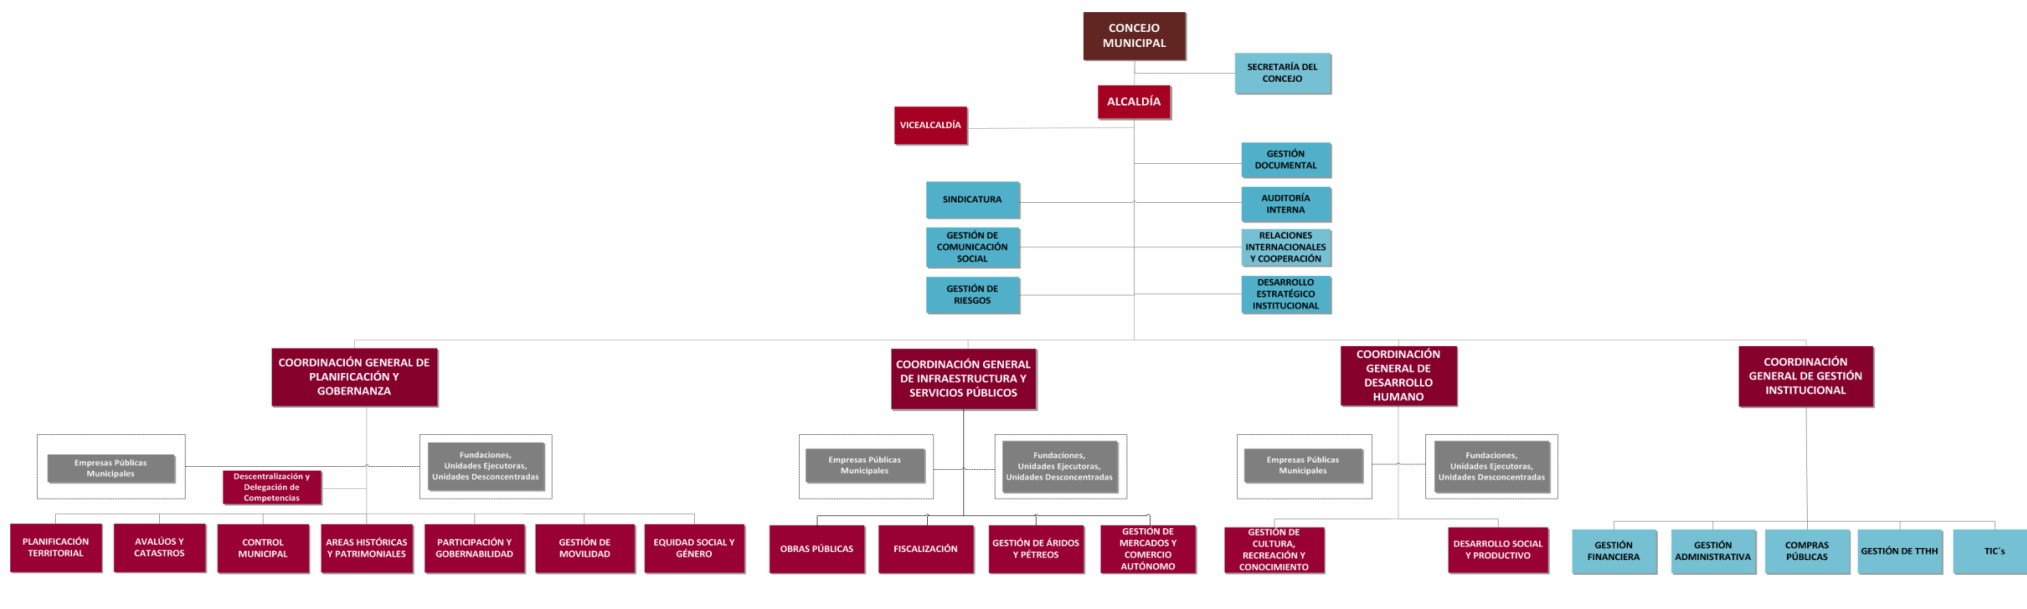 CONCEJO
MUNICIPAL
SECRETARÍA DEL
CONCEJO
ALCALDÍA
VICEALCALDÍA
GESTIÓN
DOCUMENTAL
SINDICATURA
AUDITORÍA
INTERNA
GESTIÓN DE
COMUNICACIÓN
SOCIAL
RELACIONES
INTERNACIONALES
Y COOPERACIÓN
GESTIÓN DE
RIESGOS
DESARROLLO
ESTRATÉGICO
INSTITUCIONAL
COORDINACIÓN GENERAL DE
PLANIFICACIÓN Y
GOBERNANZA
COORDINACIÓN GENERAL
DE INFRAESTRUCTURA Y
SERVICIOS PÚBLICOS
COORDINACIÓN
GENERAL DE
DESARROLLO
HUMANO
COORDINACIÓN
GENERAL DE GESTIÓN
INSTITUCIONAL
Empresas Públicas
Municipales
Fundaciones,
Unidades Ejecutoras,
Unidades Desconcentradas
Descentralización y
Delegación de
Competencias
Empresas Públicas
Municipales
Fundaciones,
Unidades Ejecutoras,
Unidades Desconcentradas
Empresas Públicas
Municipales
Fundaciones,
Unidades Ejecutoras,
Unidades Desconcentradas
PLANIFICACIÓN
TERRITORIAL
AVALÚOS Y
CATASTROS
CONTROL
MUNICIPAL
AREAS HISTÓRICAS
Y PATRIMONIALES
PARTICIPACIÓN Y
GOBERNABILIDAD
GESTIÓN DE
MOVILIDAD
EQUIDAD SOCIAL Y
GÉNERO
OBRAS PÚBLICAS
FISCALIZACIÓN
GESTIÓN DE ÁRIDOS
Y PÉTREOS
GESTIÓN DE
MERCADOS Y
COMERCIO
AUTÓNOMO
GESTIÓN DE
CULTURA,
RECREACIÓN Y
CONOCIMIENTO
DESARROLLO SOCIAL
Y PRODUCTIVO
GESTIÓN
FINANCIERA
GESTIÓN
ADMINISTRATIVA
COMPRAS
PÚBLICAS
GESTIÓN DE TTHH
TIC´s